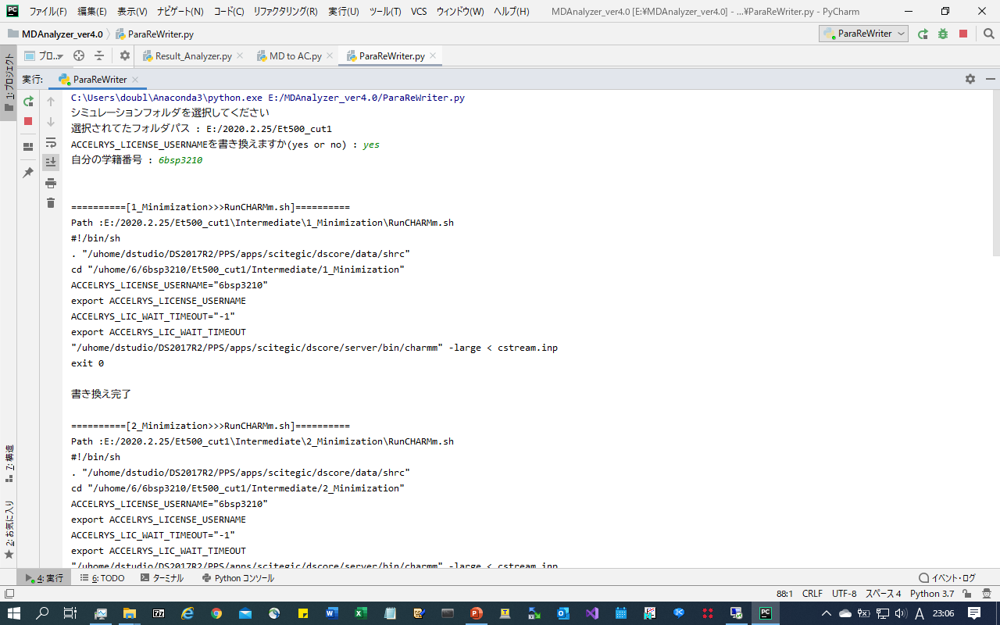 PC ファイル(F) 編集(E) 表示(V) ナビゲート(N) コード(C) リファクタリング(R) 実行(U) ツール(T) VCS ウィンドウ(W) ヘルプ(H) MDAnalyzer_ver4.0 [E:¥MDAnalyzer_ver4.0] - ...¥ParaReWriter.py - PyCharm
MDAnalyzer_ver4.0 ParaReWriter.py ParaReWriter
1: プロジェクト
プロ... Result_Analyzer.py MD to AC.py ParaReWriter.py
実行: ParaReWriter
C:\Users\doubl\Anaconda3\python.exe E:/MDAnalyzer_ver4.0/ParaReWriter.py
シミュレーションフォルダを選択してください
選択されてたフォルダパス : E:/2020.2.25/Et500_cut1
ACCELRYS_LICENSE_USERNAMEを書き換えますか(yes or no) : yes
自分の学籍番号 : 6bsp3210
==========[1_Minimization>>>RunCHARMm.sh]==========
Path :E:/2020.2.25/Et500_cut1\Intermediate\1_Minimization\RunCHARMm.sh
#!/bin/sh
. "/uhome/dstudio/DS2017R2/PPS/apps/scitegic/dscore/data/shrc"
cd "/uhome/6/6bsp3210/Et500_cut1/Intermediate/1_Minimization"
ACCELRYS_LICENSE_USERNAME="6bsp3210"
export ACCELRYS_LICENSE_USERNAME
ACCELRYS_LIC_WAIT_TIMEOUT="-1"
export ACCELRYS_LIC_WAIT_TIMEOUT
"/uhome/dstudio/DS2017R2/PPS/apps/scitegic/dscore/server/bin/charmm" -large < cstream.inp
exit 0
書き換え完了
==========[2_Minimization>>>RunCHARMm.sh]==========
Path :E:/2020.2.25/Et500_cut1\Intermediate\2_Minimization\RunCHARMm.sh
#!/bin/sh
. "/uhome/dstudio/DS2017R2/PPS/apps/scitegic/dscore/data/shrc"
cd "/uhome/6/6bsp3210/Et500_cut1/Intermediate/2_Minimization"
ACCELRYS_LICENSE_USERNAME="6bsp3210"
export ACCELRYS_LICENSE_USERNAME
ACCELRYS_LIC_WAIT_TIMEOUT="-1"
export ACCELRYS_LIC_WAIT_TIMEOUT
"/uhome/dstudio/DS2017R2/PPS/apps/scitegic/dscore/server/bin/charmm" -large < cstream.inp
7: 構造
2: お気に入り
4: 実行 6: TODO ターミナル Python コンソール イベント・ログ
88:1 CRLF UTF-8 スペース 4 Python 3.7
A 23:06